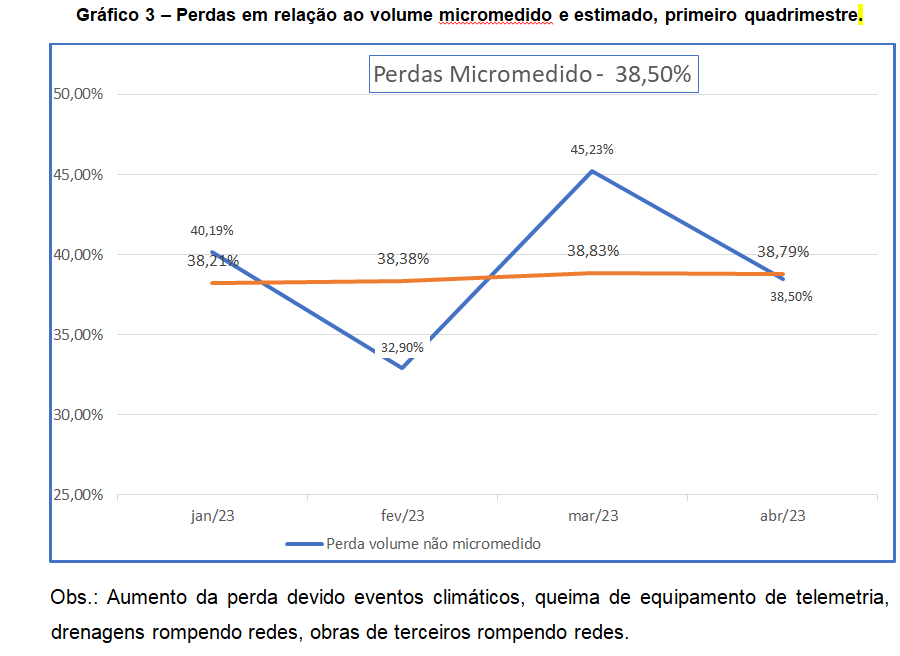 Gráfico 3 – Perdas em relação ao volume micromedido e estimado, primeiro quadrimestre.
Perdas Micromedido - 38,50%
50,00%
45,23%
45,00%
40,19%
40,00%
38,21%
38,38%
38,83%
38,79%
38,50%
35,00%
32,90%
30,00%
25,00%
jan/23 fev/23 mar/23 abr/23
Perda volume não micromedido
Obs.: Aumento da perda devido eventos climáticos, queima de equipamento de telemetria,
drenagens rompendo redes, obras de terceiros rompendo redes.